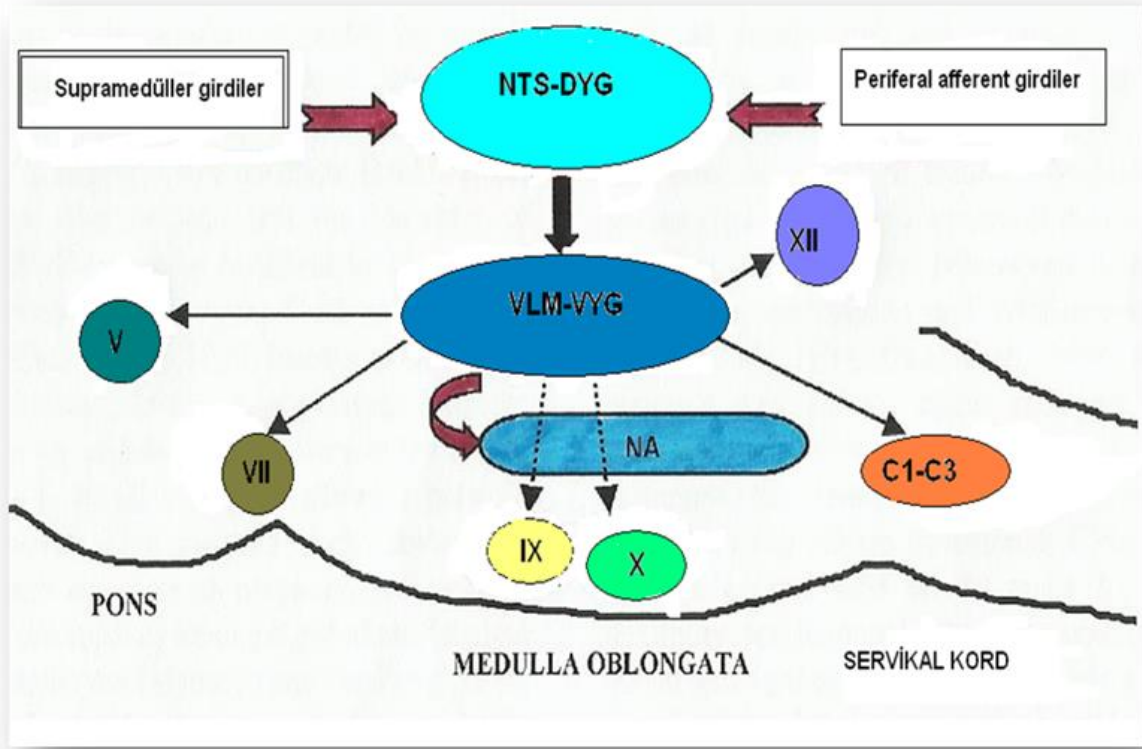 Supramedüller girdiler
NTS-DYG
Periferal afferent girdiler
XII
VLM-VYG
V
NA
VII
C1-C3
IX
X
PONS
MEDULLA OBLONGATA
SERVİKAL KORD